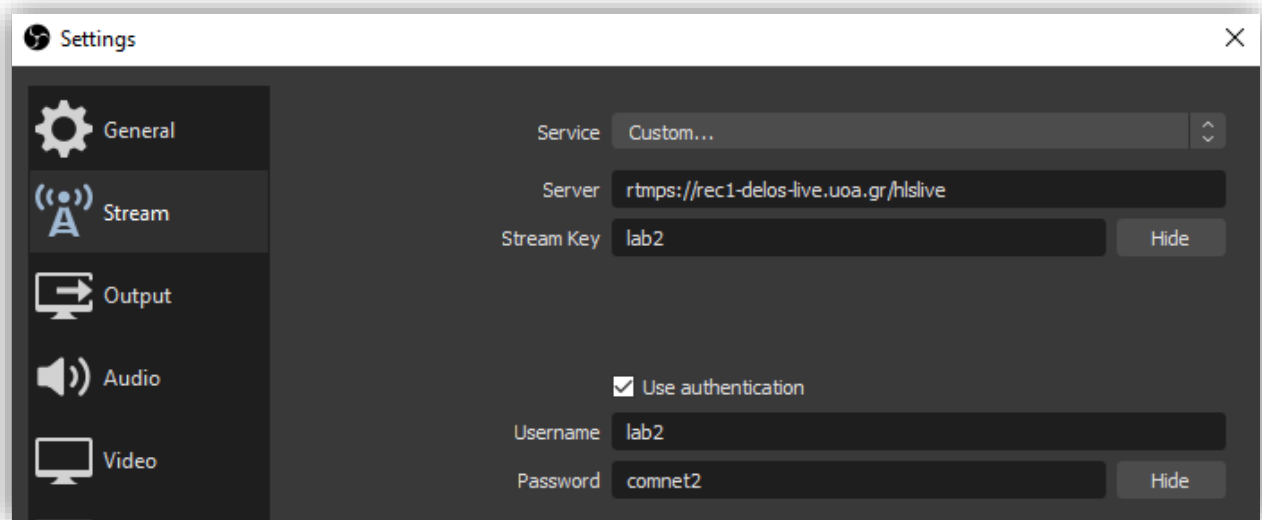 Settings
General
Service Custom...
Server rtmps://rec1-delos-live.uoa.gr/hlslive
Stream
Stream Key lab2 Hide
Output
Audio
Use authentication
Username lab2
Video
Password comnet2 Hide